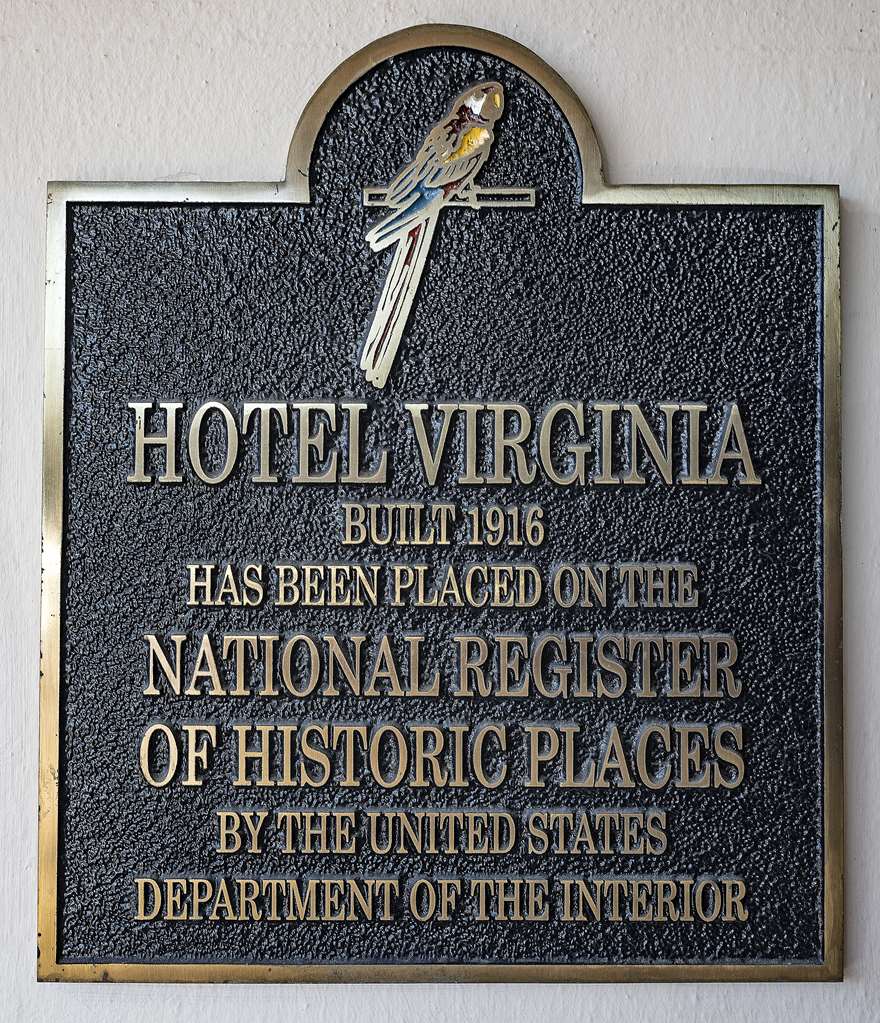 HOTEL VIRGINIA
BUILT 1916
HAS BEEN PLACED ON THE
NATIONAL REGISTER
OF HISTORIC PLACES
BY THE UNITED STATES
DEPARTMENT OF THE INTERIOR